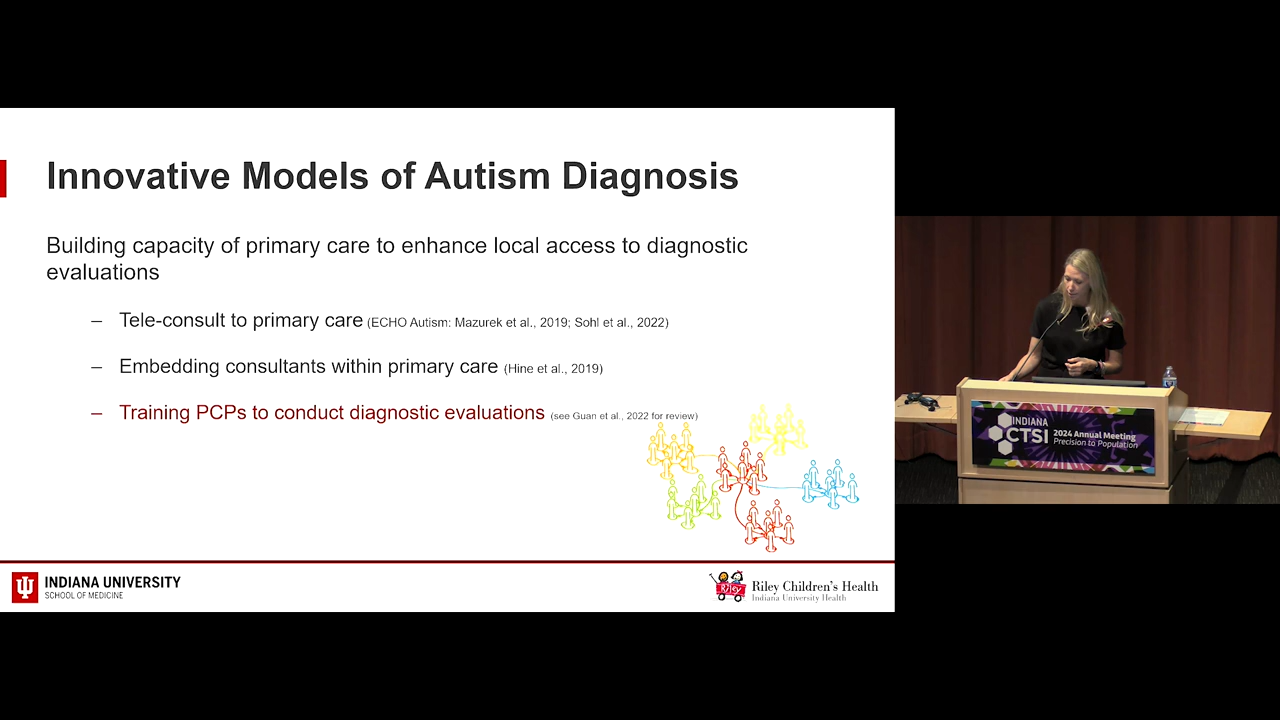 Innovative Models of Autism Diagnosis
Building capacity of primary care to enhance local access to diagnostic
evaluations
– Tele-consult to primary care (ECHO Autism: Mazurek et al., 2019; Sohl et al., 2022)
– Embedding consultants within primary care (Hine et al., 2019)
– Training PCPs to conduct diagnostic evaluations (see Guan et al., 2022 for review)
INDIANA UNIVERSITY
SCHOOL OF MEDICINE
Riley
Riley Children's Health
Indiana University Health
INDIANA
CTSI
2024 Annual Meeting
Precision to Population